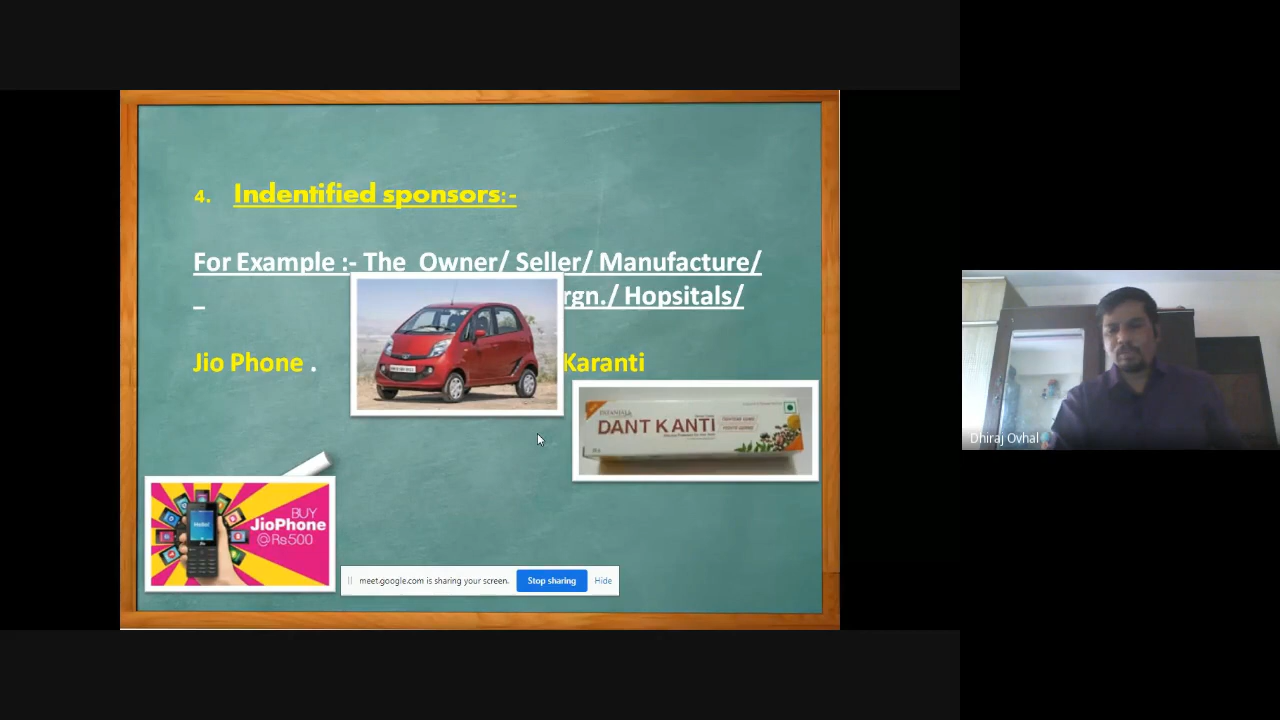 4. Indentified sponsors:-
For Example :- The Owner/ Seller/ Manufacture/
rgn./ Hopsitals/
Jio Phone .
Karanti
DANT KANTI
BUY
JioPhone
@Rs500
Hello!
meet.google.com is sharing your screen. Stop sharing Hide
Dhiraj Ovhal